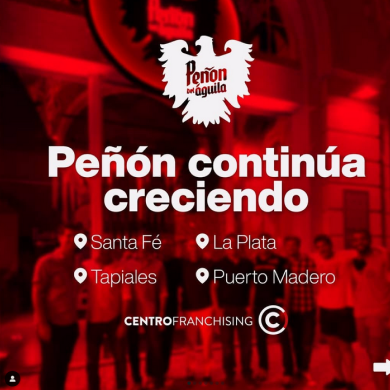 Peñón
del águila
Peñón continúa
creciendo
Santa Fé
La Plata
Tapiales
Puerto Madero
CENTROFRANCHISING